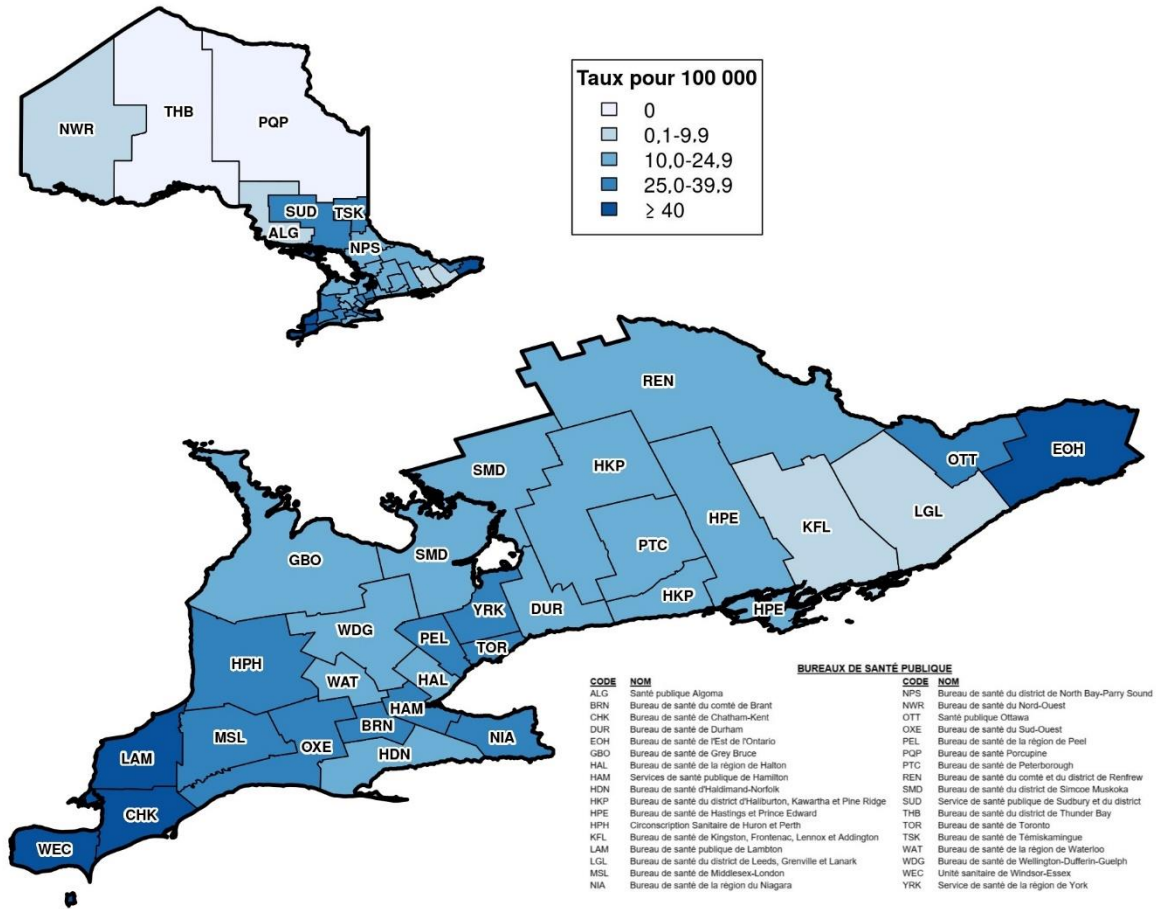 Taux pour 100 000
0
0,1-9,9
10,0-24,9
25,0-39,9
≥ 40
NWR
THB
PQP
SUD
TSK
ALG
NPS
REN
SMD
HKP
OTT
EOH
HPE
LGL
KFL
PTC
GBO
SMD
HKP
HPE
YRK
DUR
WDG
PEL
TOR
HPH
WAT
HAL
HAM
BRN
MSL
OXE
NIA
HDN
LAM
CHK
WEC
BUREAUX DE SANTÉ PUBLIQUE
CODE NOM
ALG Santé publique Algoma
BRN Bureau de santé du comté de Brant
CHK Bureau de santé de Chatham-Kent
DUR Bureau de santé de Durham
EOH Bureau de santé de l'Est de l'Ontario
GBO Bureau de santé de Grey Bruce
HAL Bureau de santé de la région de Halton
HAM Services de santé publique de Hamilton
HDN Bureau de santé d'Haldimand-Norfolk
HKP Bureau de santé du district d'Haliburton, Kawartha et Pine Ridge
HPE Bureau de santé de Hastings et Prince Edward
HPH Circonscription Sanitaire de Huron et Perth
KFL Bureau de santé de Kingston, Frontenac, Lennox et Addington
LAM Bureau de santé publique de Lambton
LGL Bureau de santé du district de Leeds, Grenville et Lanark
MSL Bureau de santé de Middlesex-London
NIA Bureau de santé de la région du Niagara
CODE NOM
NPS Bureau de santé du district de North Bay-Parry Sound
NWR Bureau de santé du Nord-Ouest
OTT Santé publique Ottawa
OXE Bureau de santé du Sud-Ouest
PEL Bureau de santé de la région de Peel
PQP Bureau de santé Porcupine
PTC Bureau de santé de Peterborough
REN Bureau de santé du comté et du district de Renfrew
SMD Bureau de santé du district de Simcoe Muskoka
SUD Service de santé publique de Sudbury et du district
THB Bureau de santé du district de Thunder Bay
TOR Bureau de santé de Toronto
TSK Bureau de santé de Témiskamingue
WAT Bureau de santé de la région de Waterloo
WDG Bureau de santé de Wellington-Dufferin-Guelph
WEC Unité sanitaire de Windsor-Essex
YRK Service de santé de la région de York